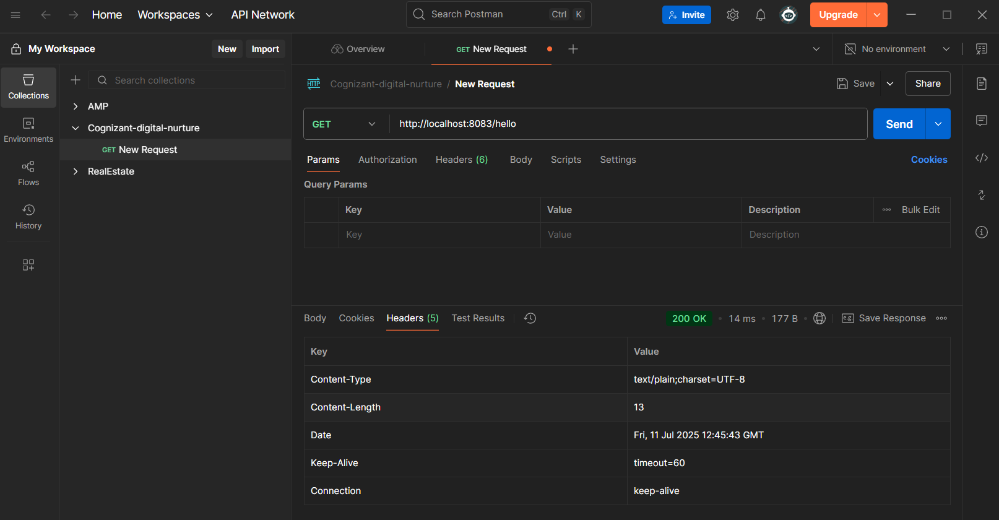 Home Workspaces API Network Search Postman Ctrl K Invite Upgrade
My Workspace New Import Overview GET New Request No environment
Collections
Environments
Flows
History
Search collections
AMP
Cognizant-digital-nurture
GET New Request
RealEstate
HTTP Cognizant-digital-nurture / New Request Save Share
GET http://localhost:8083/hello Send
Params Authorization Headers (6) Body Scripts Settings Cookies
Query Params
Key Value Description Bulk Edit
Key Value Description
Body Cookies Headers (5) Test Results 200 OK • 14 ms • 177 B • e.g. Save Response
Key Value
Content-Type text/plain;charset=UTF-8
Content-Length 13
Date Fri, 11 Jul 2025 12:45:43 GMT
Keep-Alive timeout=60
Connection keep-alive